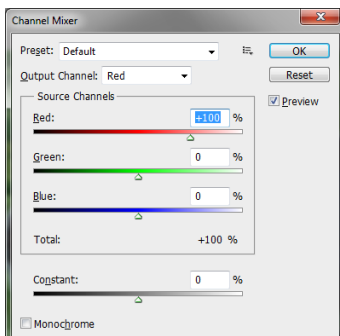 Channel Mixer
Preset: Default
OK
Output Channel: Red
Reset
Source Channels
Preview
Red: +100 %
Green: 0 %
Blue: 0 %
Total: +100 %
Constant: 0 %
Monochrome